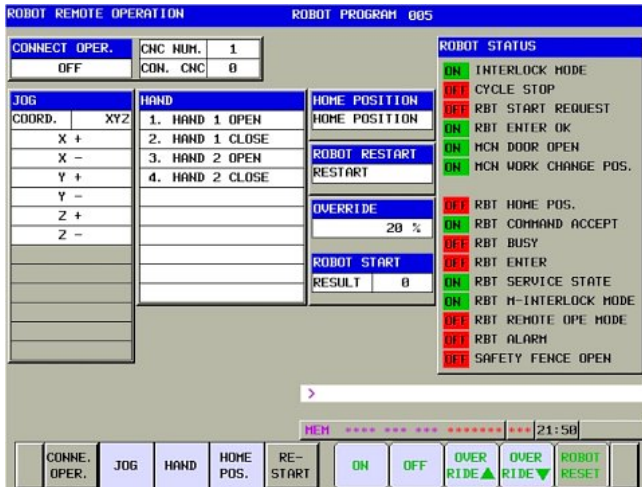 ROBOT REMOTE OPERATION ROBOT PROGRAM 005
CONNECT OPER.
OFF
CNC NUM. 1
CON. CNC 0
JOG
COORD. XYZ
X +
X -
Y +
Y -
Z +
Z -
HAND
1. HAND 1 OPEN
2. HAND 1 CLOSE
3. HAND 2 OPEN
4. HAND 2 CLOSE
HOME POSITION
HOME POSITION
ROBOT RESTART
RESTART
OVERRIDE
20 %
ROBOT START
RESULT 0
ROBOT STATUS
ON INTERLOCK MODE
OFF CYCLE STOP
OFF RBT START REQUEST
ON RBT ENTER OK
ON MCN DOOR OPEN
ON MCN WORK CHANGE POS.
OFF RBT HOME POS.
ON RBT COMMAND ACCEPT
OFF RBT BUSY
OFF RBT ENTER
ON RBT SERVICE STATE
ON RBT M-INTERLOCK MODE
OFF RBT REMOTE OPE MODE
OFF RBT ALARM
OFF SAFETY FENCE OPEN
>
MEM **** *** *** ******* *** 21:50
CONNE. OPER.
JOG
HAND
HOME POS.
RE-START
ON
OFF
OVER RIDE▲
OVER RIDE▼
ROBOT RESET